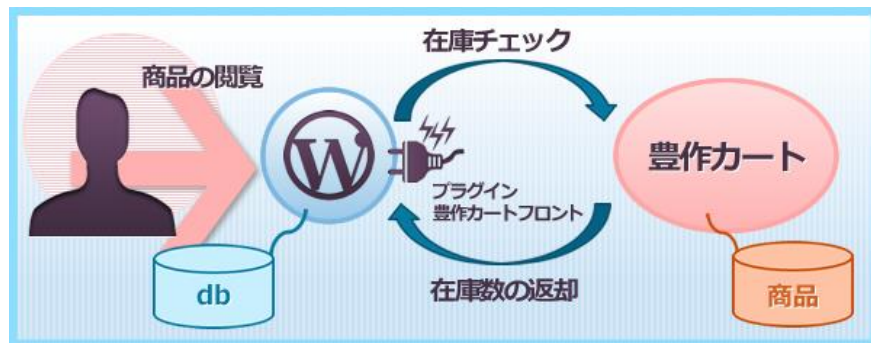 在庫チェック
商品の閲覧
豊作カート
プラグイン
豊作カートフロント
db
在庫数の返却
商品